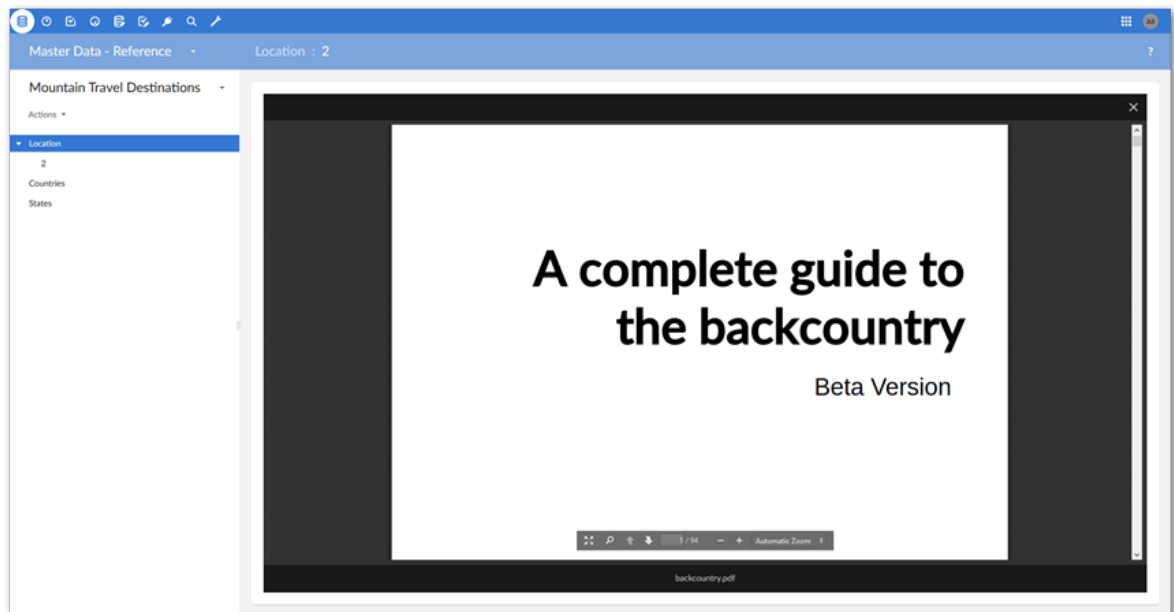 Master Data - Reference
Location : 2
?
Mountain Travel Destinations
Actions
Location
2
Countries
States
A complete guide to
the backcountry
Beta Version
1 / 94
Automatic Zoom
backcountry.pdf